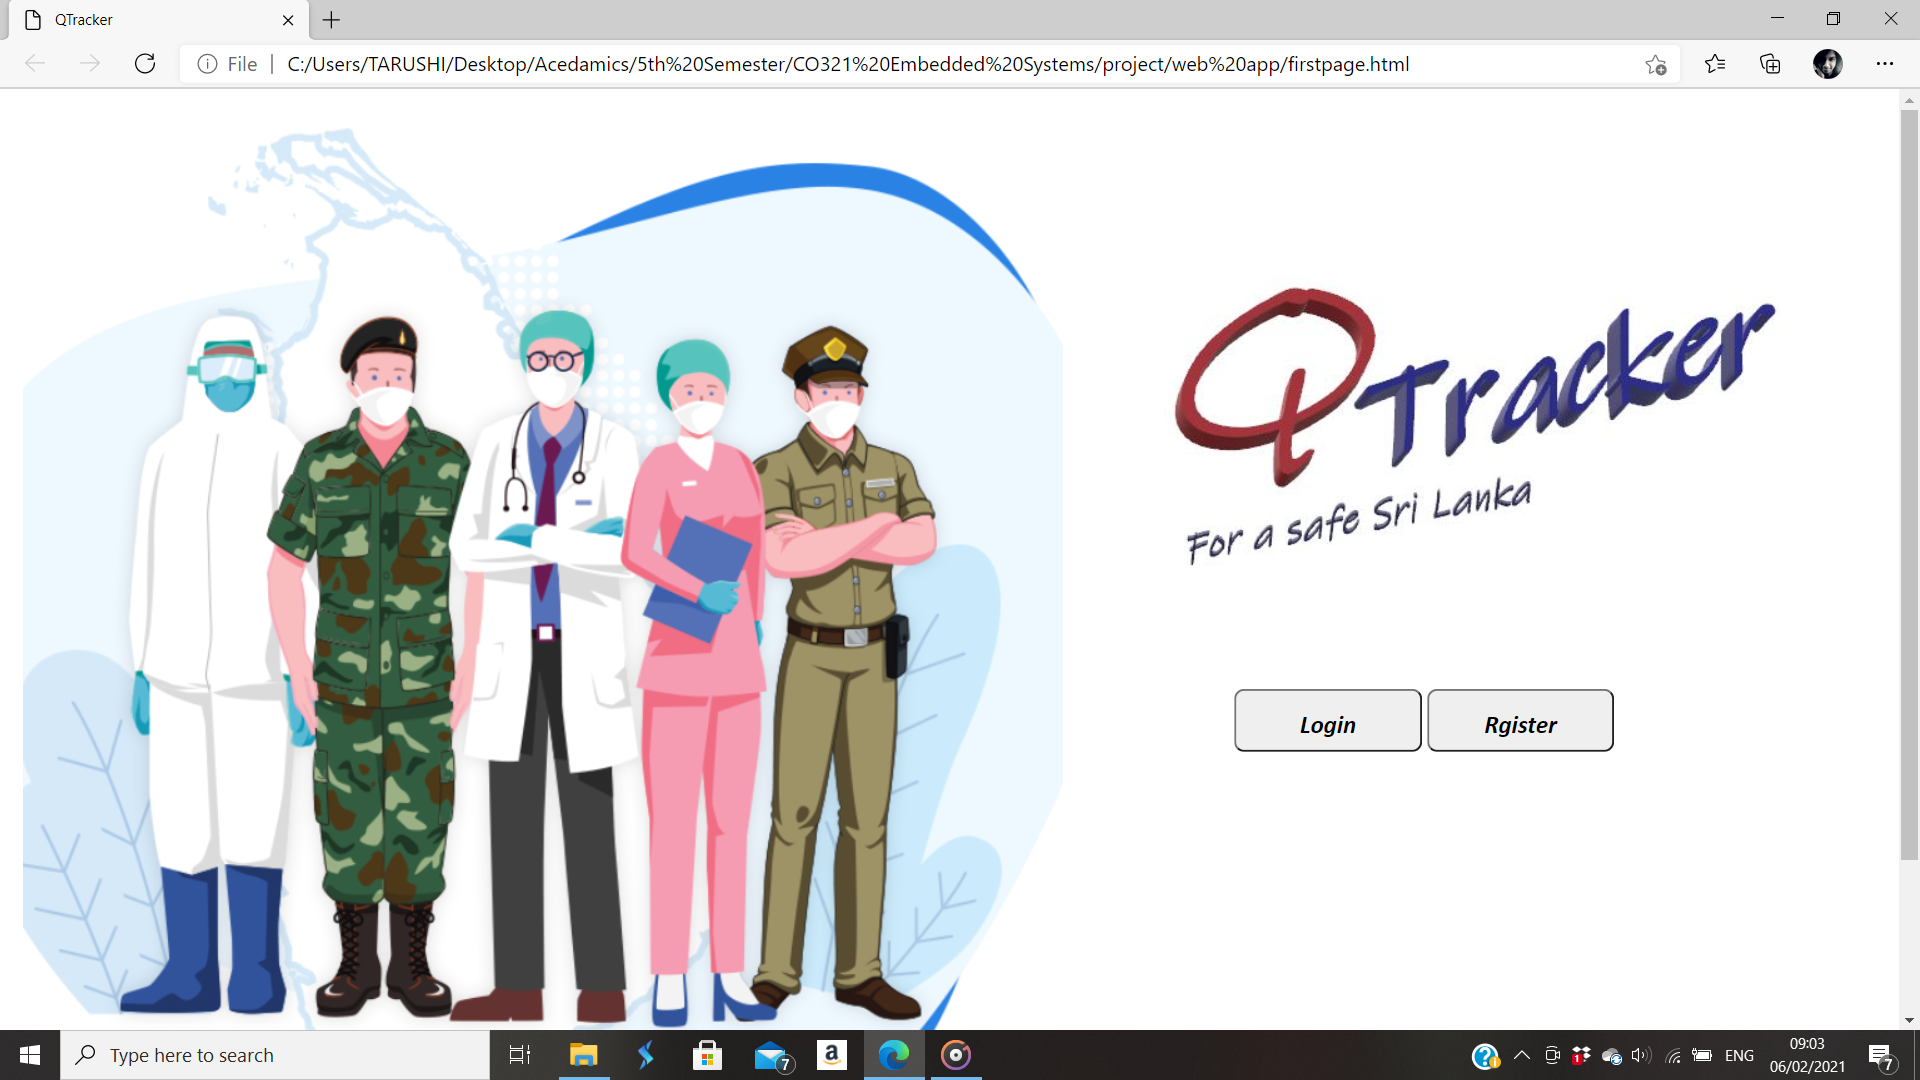 QTracker
File
C:/Users/TARUSHI/Desktop/Acedamics/5th%20Semester/CO321%20Embedded%20Systems/project/web%20app/firstpage.html
QTracker
For a safe Sri Lanka
Login
Rgister
Type here to search
7
a
1
ENG
09:03
06/02/2021
7